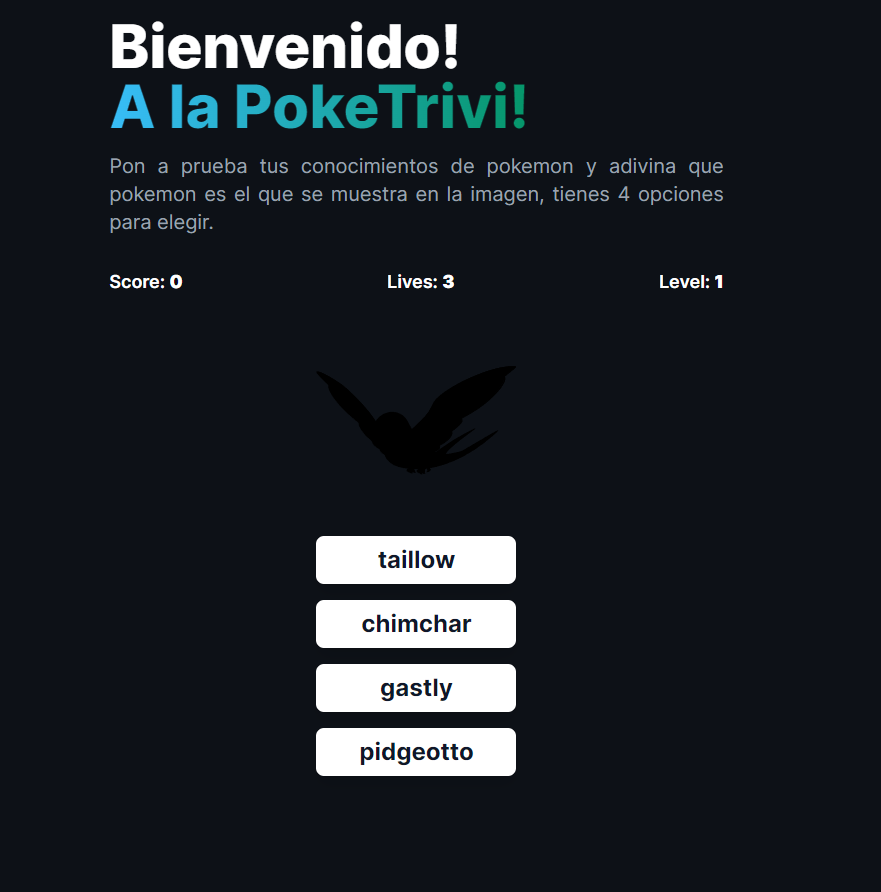 Bienvenido!
A la PokeTrivi!
Pon a prueba tus conocimientos de pokemon y adivina que
pokemon es el que se muestra en la imagen, tienes 4 opciones
para elegir.
Score: 0 Lives: 3 Level: 1
taillow
chimchar
gastly
pidgeotto